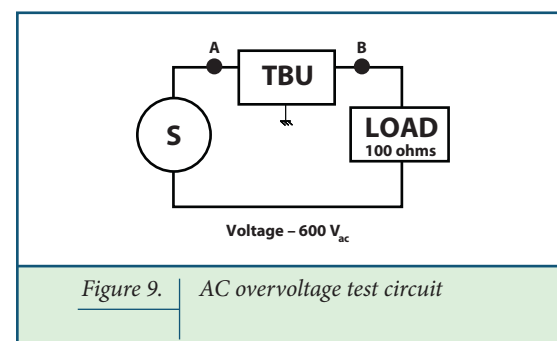 A
B
TBU
S
LOAD
100 ohms
Voltage – 600 Vac
Figure 9. AC overvoltage test circuit